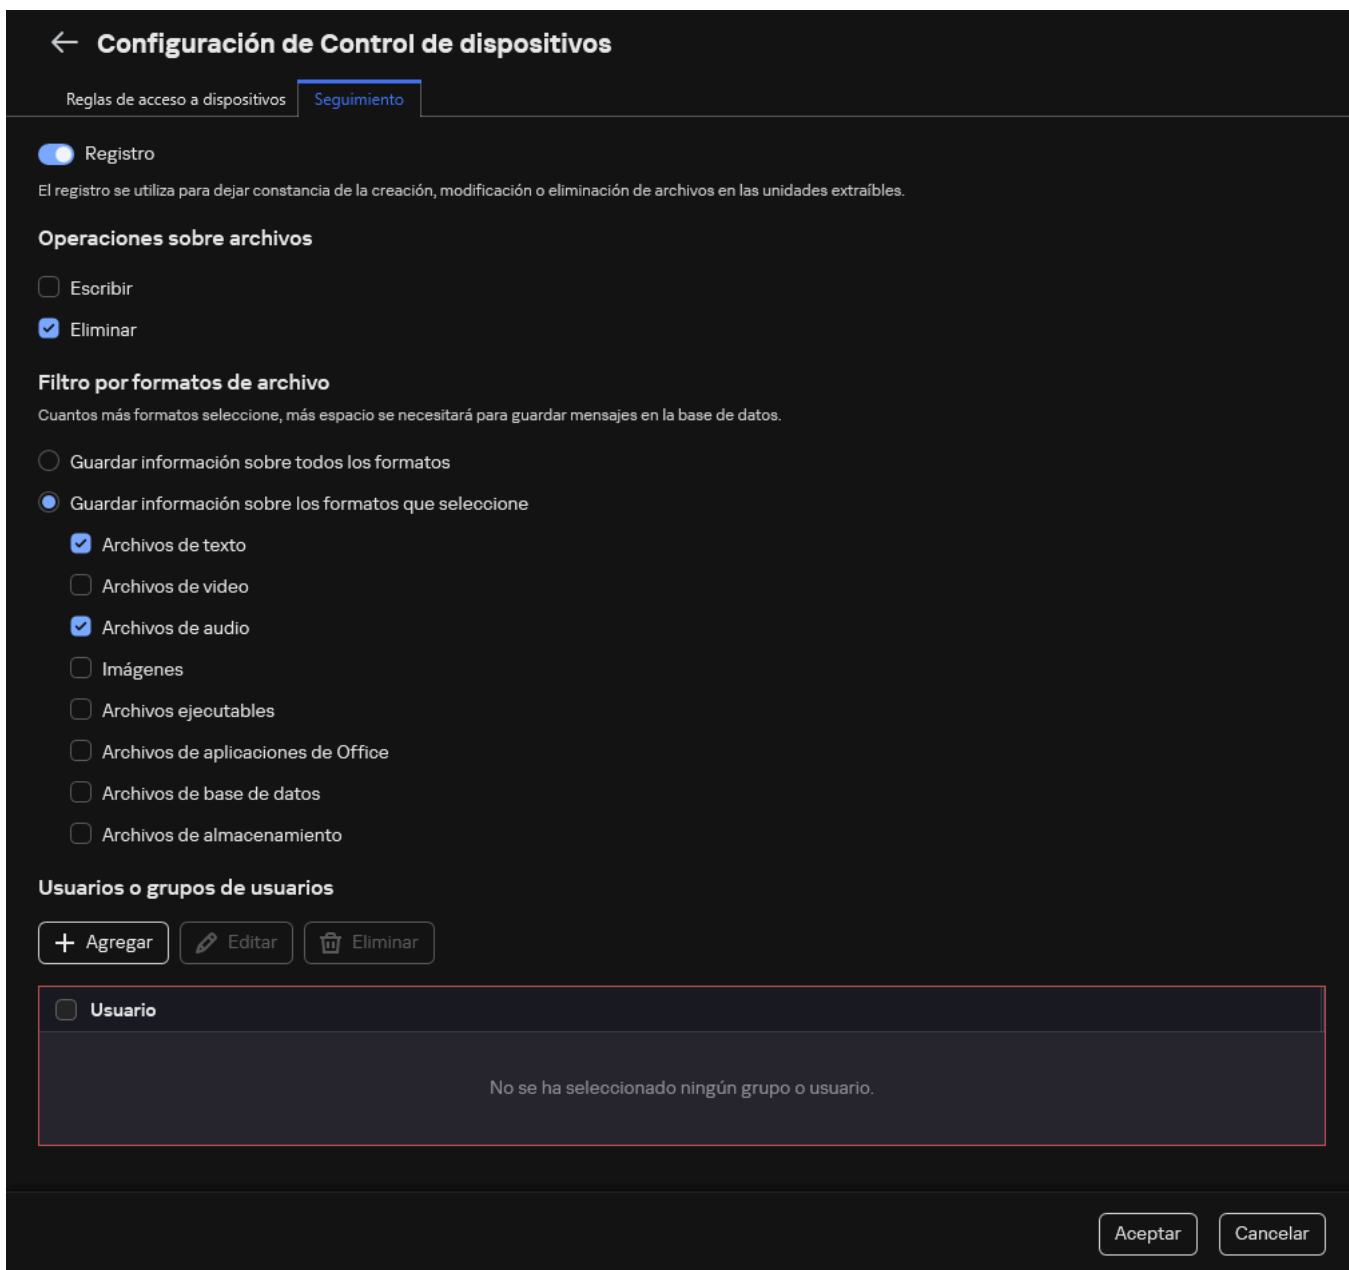 Configuración de Control de dispositivos
Reglas de acceso a dispositivos
Seguimiento
Registro
El registro se utiliza para dejar constancia de la creación, modificación o eliminación de archivos en las unidades extraíbles.
Operaciones sobre archivos
Escribir
Eliminar
Filtro por formatos de archivo
Cuantos más formatos seleccione, más espacio se necesitará para guardar mensajes en la base de datos.
Guardar información sobre todos los formatos
Guardar información sobre los formatos que seleccione
Archivos de texto
Archivos de video
Archivos de audio
Imágenes
Archivos ejecutables
Archivos de aplicaciones de Office
Archivos de base de datos
Archivos de almacenamiento
Usuarios o grupos de usuarios
Agregar
Editar
Eliminar
Usuario
No se ha seleccionado ningún grupo o usuario.
Aceptar
Cancelar